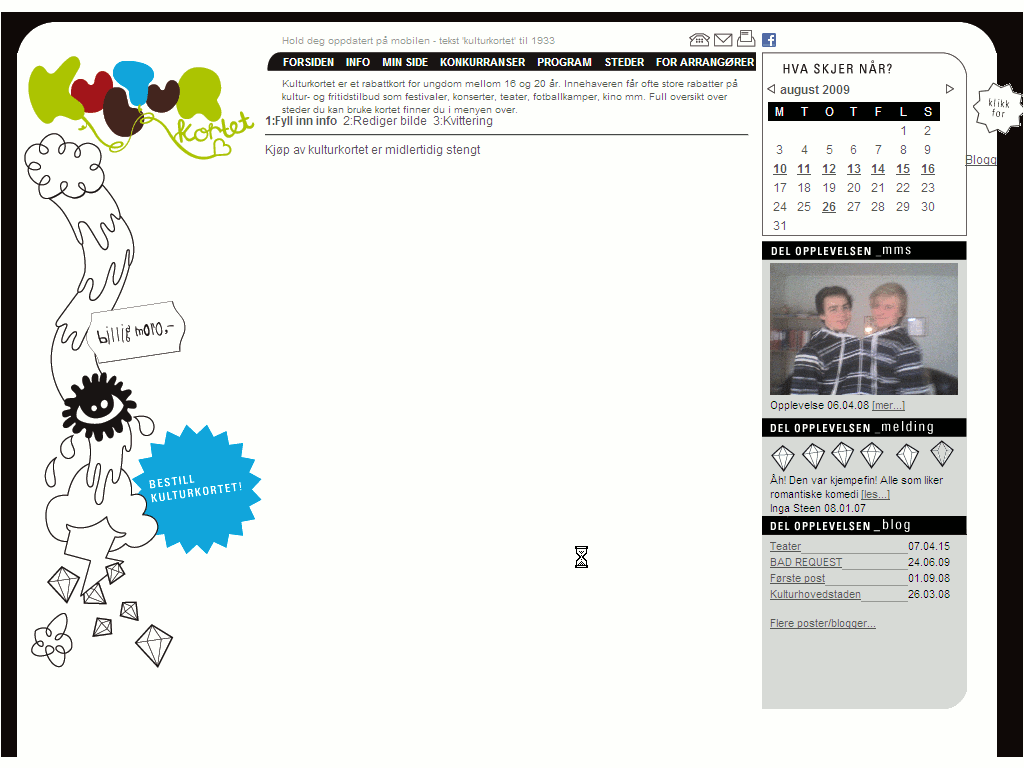 Hold deg oppdatert på mobilen - tekst 'kulturkortet' til 1933
FORSIDEN INFO MIN SIDE KONKURRANSER PROGRAM STEDER FOR ARRANGØRER
Kulturkortet er et rabattkort for ungdom mellom 16 og 20 år. Innehaveren får ofte store rabatter på
kultur- og fritidstilbud som festivaler, konserter, teater, fotballkamper, kino mm. Full oversikt over
steder du kan bruke kortet finner du i menyen over.
1:Fyll inn info 2:Rediger bilde 3:Kvittering
Kjøp av kulturkortet er midlertidig stengt
kortet
billig moro,-
BESTILL
KULTURKORTET!
HVA SKJER NÅR?
august 2009
M T O T F L S
1 2
3 4 5 6 7 8 9
10 11 12 13 14 15 16
17 18 19 20 21 22 23
24 25 26 27 28 29 30
31
klikk
for
Blogg
DEL OPPLEVELSEN _mms
Opplevelse 06.04.08 [mer...]
DEL OPPLEVELSEN _melding
Åh! Den var kjempefin! Alle som liker
romantiske komedi [les...]
Inga Steen 08.01.07
DEL OPPLEVELSEN _blog
Teater 07.04.15
BAD REQUEST 24.06.09
Første post 01.09.08
Kulturhovedstaden 26.03.08
Flere poster/blogger...